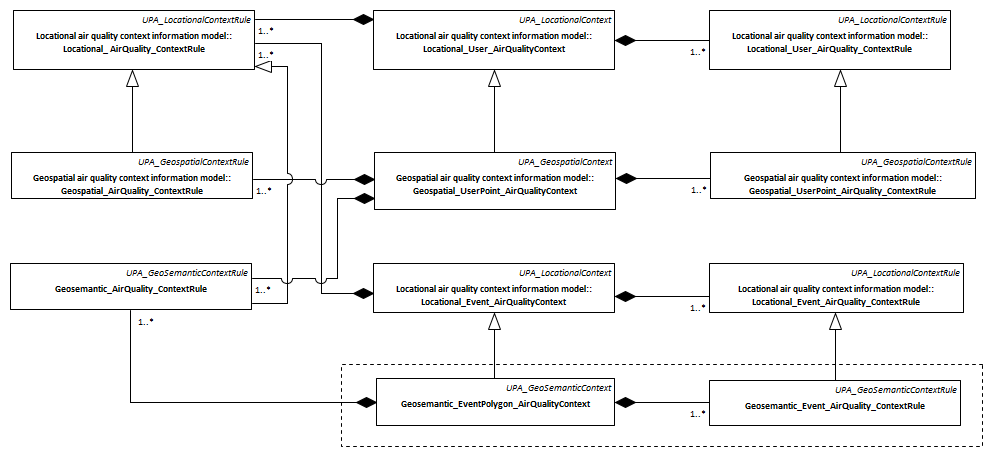 UPA_LocationalContextRule
Locational air quality context information model::
Locational_ AirQuality_ContextRule
UPA_LocationalContext
Locational air quality context information model::
Locational_User_AirQualityContext
UPA_LocationalContextRule
Locational air quality context information model::
Locational_User_AirQuality_ContextRule
1..*
1..*
1..*
UPA_GeospatialContextRule
Geospatial air quality context information model::
Geospatial_AirQuality_ContextRule
UPA_GeospatialContext
Geospatial air quality context information model::
Geospatial_UserPoint_AirQualityContext
UPA_GeospatialContextRule
Geospatial air quality context information model::
Geospatial_UserPoint_AirQuality_ContextRule
1..*
1..*
UPA_GeoSemanticContextRule
Geosemantic_AirQuality_ContextRule
UPA_LocationalContext
Locational air quality context information model::
Locational_Event_AirQualityContext
UPA_LocationalContextRule
Locational air quality context information model::
Locational_Event_AirQuality_ContextRule
1..*
1..*
1..*
UPA_GeoSemanticContext
Geosemantic_EventPolygon_AirQualityContext
UPA_GeoSemanticContextRule
Geosemantic_Event_AirQuality_ContextRule
1..*